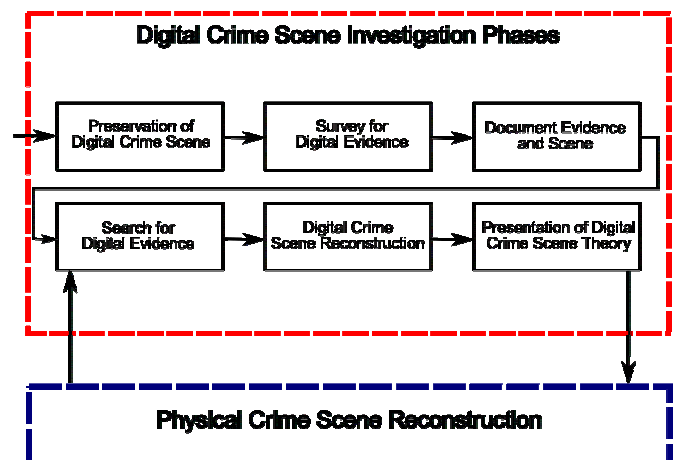 Digital Crime Scene Investigation Phases
Preservation of
Digital Crime Scene
Survey for
Digital Evidence
Document Evidence
and Scene
Search for
Digital Evidence
Digital Crime
Scene Reconstruction
Presentation of Digital
Crime Scene Theory
Physical Crime Scene Reconstruction